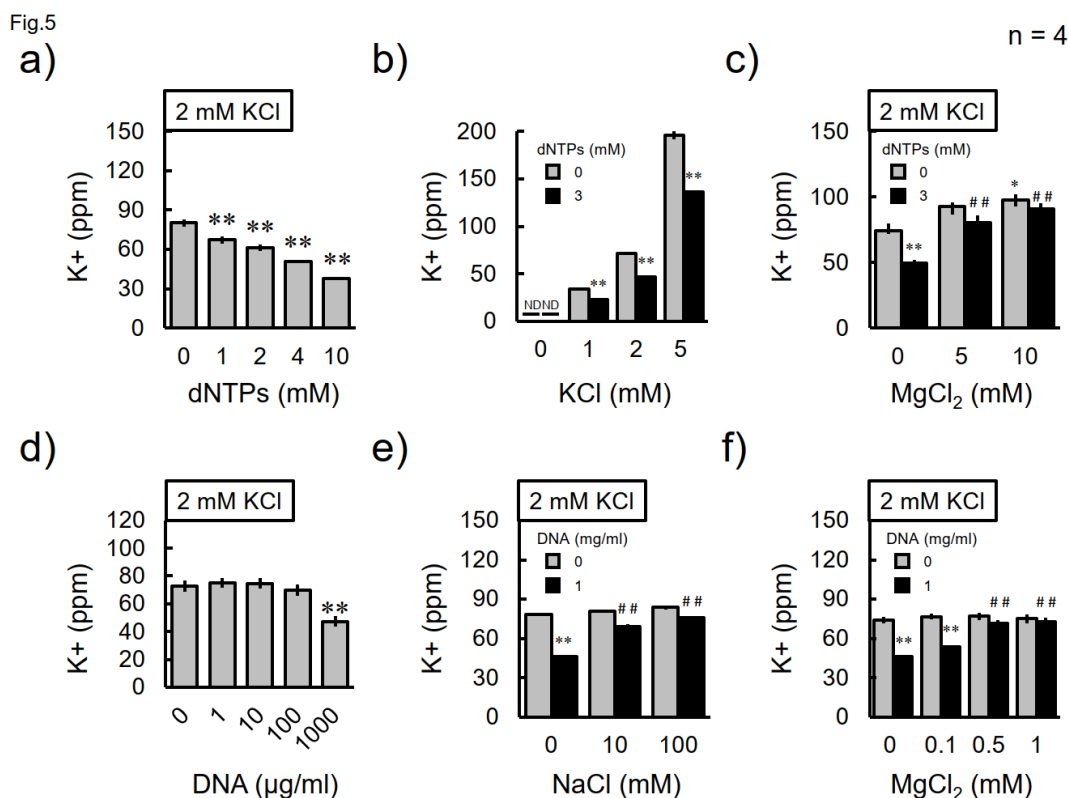 Fig.5
n = 4
a)
2 mM KCl
K+ (ppm)
150
120
90
60
30
0
**
**
**
**
0 1 2 4 10
dNTPs (mM)
b)
K+ (ppm)
200
150
100
50
0
dNTPs (mM)
0
3
NDND
**
**
**
0 1 2 5
KCl (mM)
c)
2 mM KCl
K+ (ppm)
150
100
50
0
dNTPs (mM)
0
3
**
##
*
##
0 5 10
MgCl₂ (mM)
d)
2 mM KCl
K+ (ppm)
120
100
80
60
40
20
0
**
0 1 10 100 1000
DNA (µg/ml)
e)
2 mM KCl
K+ (ppm)
150
120
90
60
30
0
DNA (mg/ml)
0
1
**
##
##
0 10 100
NaCl (mM)
f)
2 mM KCl
K+ (ppm)
150
120
90
60
30
0
DNA (mg/ml)
0
1
**
**
##
##
0 0.1 0.5 1
MgCl₂ (mM)